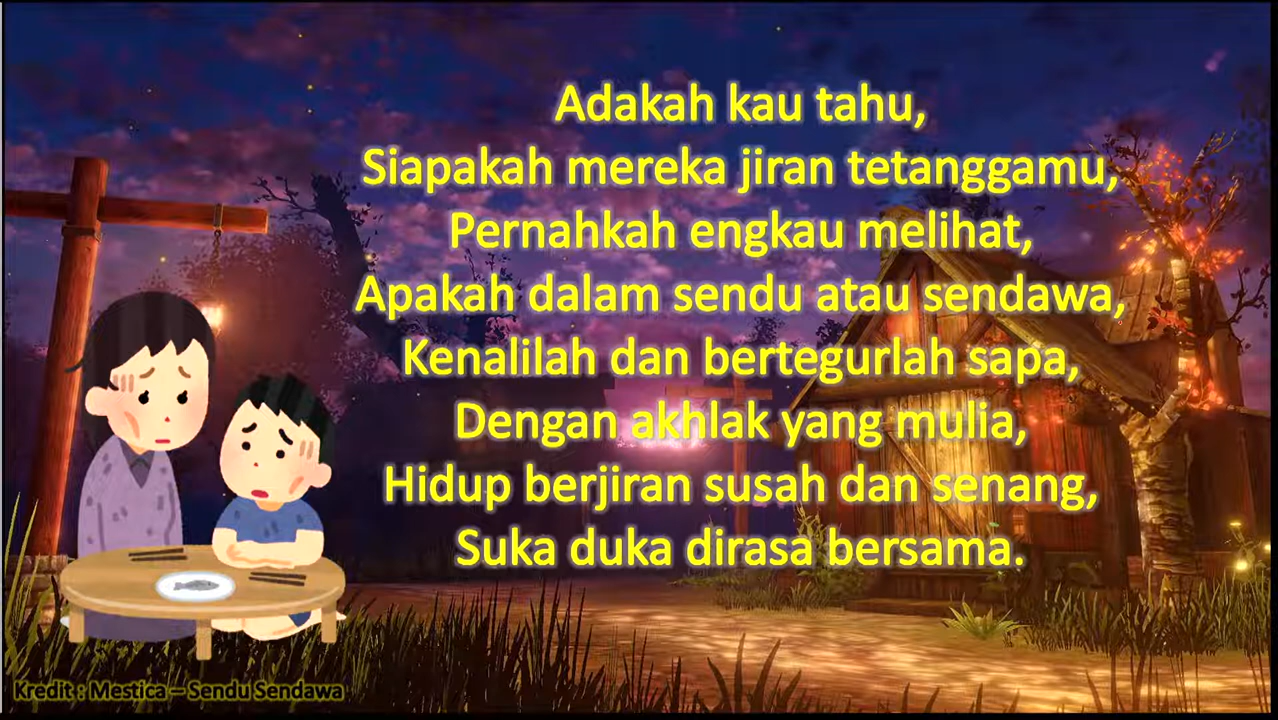 Adakah kau tahu,
Siapakah mereka jiran tetanggamu,
Pernahkah engkau melihat,
Apakah dalam sendu atau sendawa,
Kenalilah dan bertegurlah sapa,
Dengan akhlak yang mulia,
Hidup berjiran susah dan senang,
Suka duka dirasa bersama.
Kredit : Mestica – Sendu Sendawa